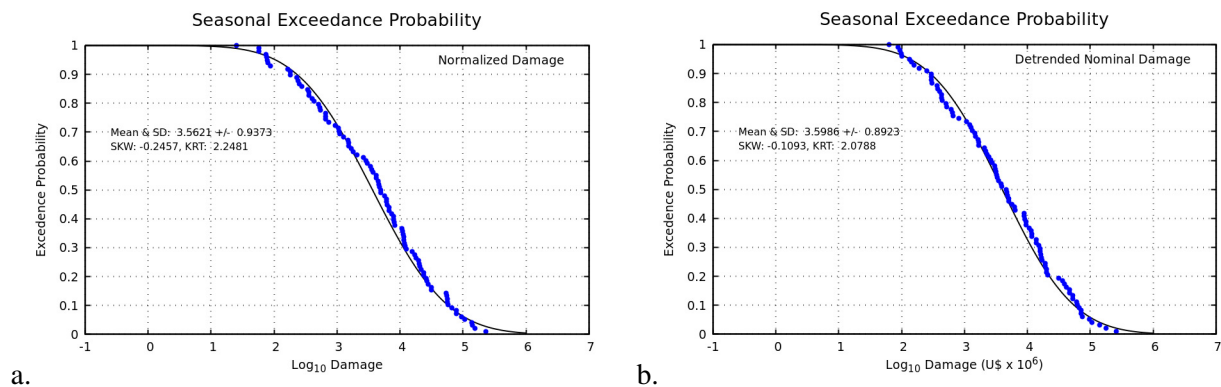 Seasonal Exceedance Probability
Normalized Damage
Mean & SD: 3.5621 +/- 0.9373
SKW: -0.2457, KRT: 2.2481
Excedence Probability
1
0.9
0.8
0.7
0.6
0.5
0.4
0.3
0.2
0.1
0
-1 0 1 2 3 4 5 6 7
Log10 Damage
a.
Seasonal Exceedance Probability
Detrended Nominal Damage
Mean & SD: 3.5986 +/- 0.8923
SKW: -0.1093, KRT: 2.0788
Excedence Probability
1
0.9
0.8
0.7
0.6
0.5
0.4
0.3
0.2
0.1
0
-1 0 1 2 3 4 5 6 7
Log10 Damage (U$ x 10^6)
b.